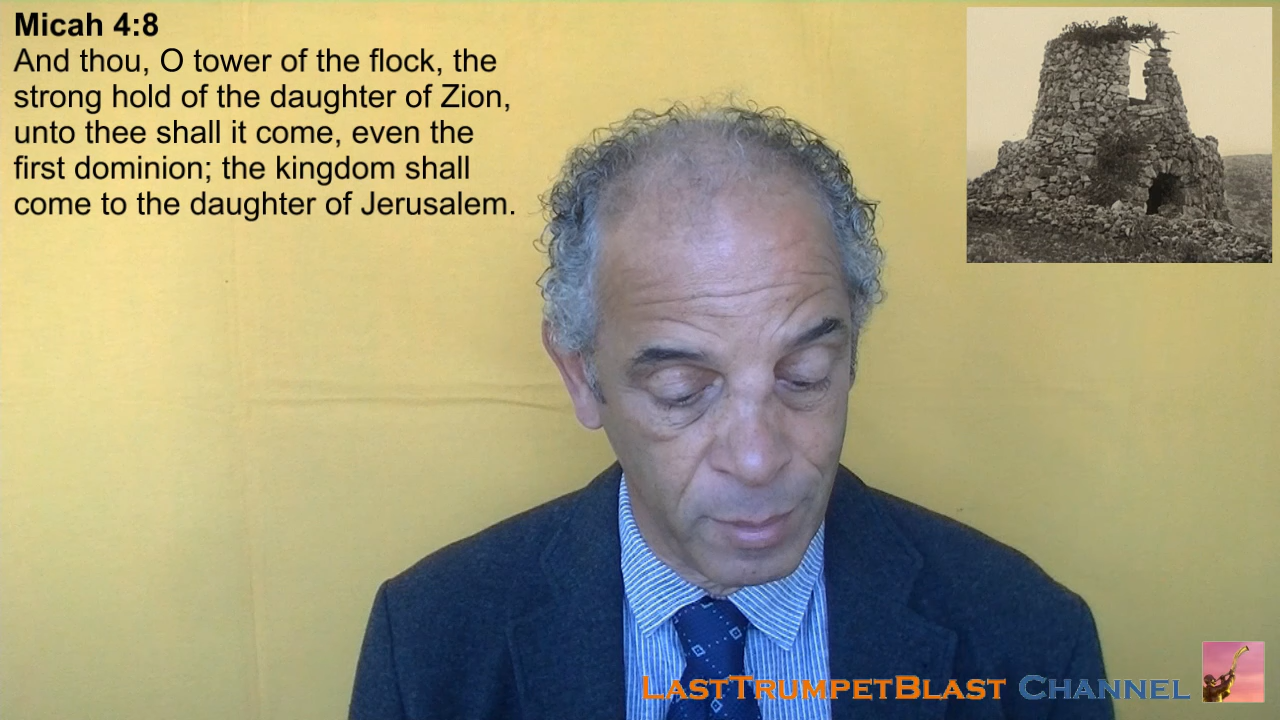 Micah 4:8
And thou, O tower of the flock, the
strong hold of the daughter of Zion,
unto thee shall it come, even the
first dominion; the kingdom shall
come to the daughter of Jerusalem.
LastTrumpetBlast Channel